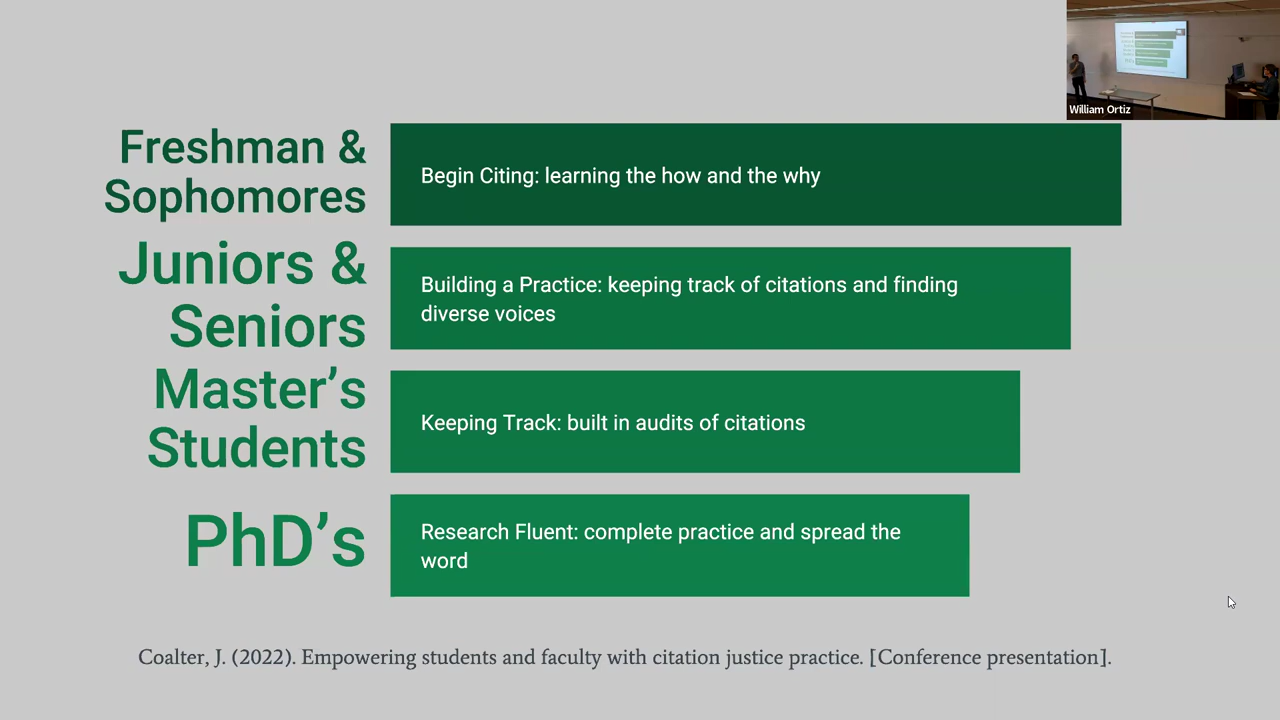 William Ortiz
Freshman &
Sophomores
Begin Citing: learning the how and the why
Juniors &
Seniors
Building a Practice: keeping track of citations and finding
diverse voices
Master’s
Students
Keeping Track: built in audits of citations
PhD’s
Research Fluent: complete practice and spread the
word
Coalter, J. (2022). Empowering students and faculty with citation justice practice. [Conference presentation].